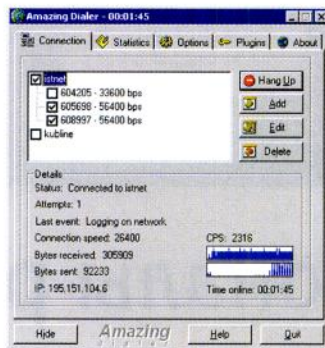 Amazing Dialer - 00:01:45
Connection Statistics Options Plugins About
istnet
604205 - 33600 bps
605698 - 56400 bps
608997 - 56400 bps
kubline
Hang Up
Add
Edit
Delete
Details
Status: Connected to istnet
Attempts: 1
Last event: Logging on network
Connection speed: 26400
CPS: 2316
Bytes received: 305909
Bytes sent: 92233
IP: 195.151.104.6
Time online: 00:01:45
Hide
Amazing
dialer
Help
Quit